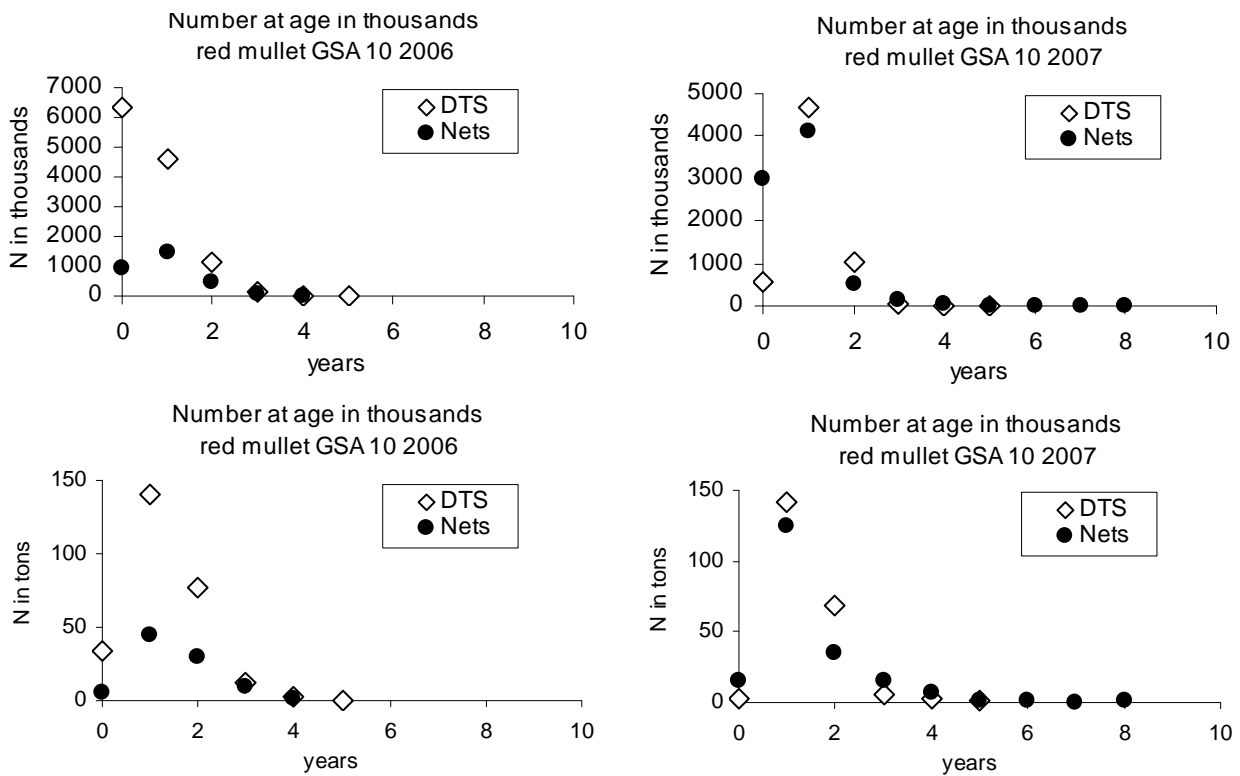 Number at age in thousands
red mullet GSA 10 2006
7000
6000
5000
4000
3000
2000
1000
0
N in thousands
DTS
Nets
0 2 4 6 8 10
years
Number at age in thousands
red mullet GSA 10 2007
5000
4000
3000
2000
1000
0
N in thousands
DTS
Nets
0 2 4 6 8 10
years
Number at age in thousands
red mullet GSA 10 2006
150
100
50
0
N in tons
DTS
Nets
0 2 4 6 8 10
years
Number at age in thousands
red mullet GSA 10 2007
150
100
50
0
N in tons
DTS
Nets
0 2 4 6 8 10
years